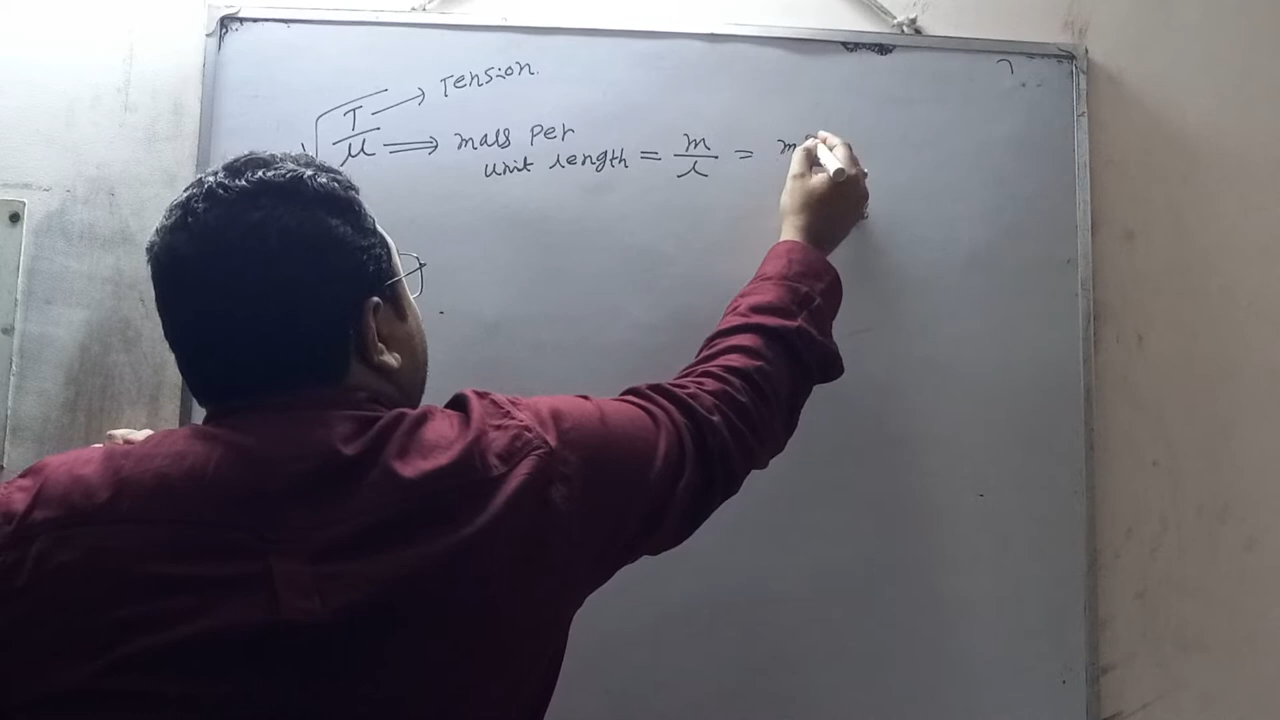 √(T/μ) → Tension.
⇒ mass per
unit length = m/l = m